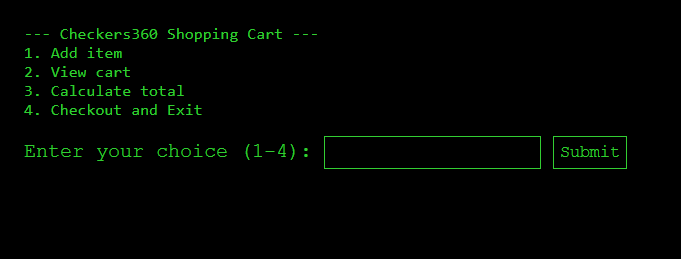 --- Checkers360 Shopping Cart ---
1. Add item
2. View cart
3. Calculate total
4. Checkout and Exit
Enter your choice (1-4): Submit